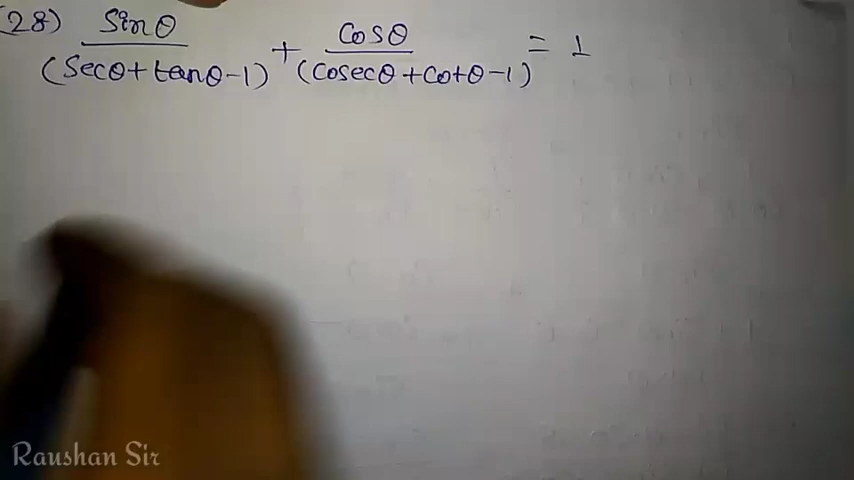 (28) Sinθ/(Secθ+tanθ-1) + Cosθ/(Cosecθ+Cotθ-1) = 1
Raushan Sir